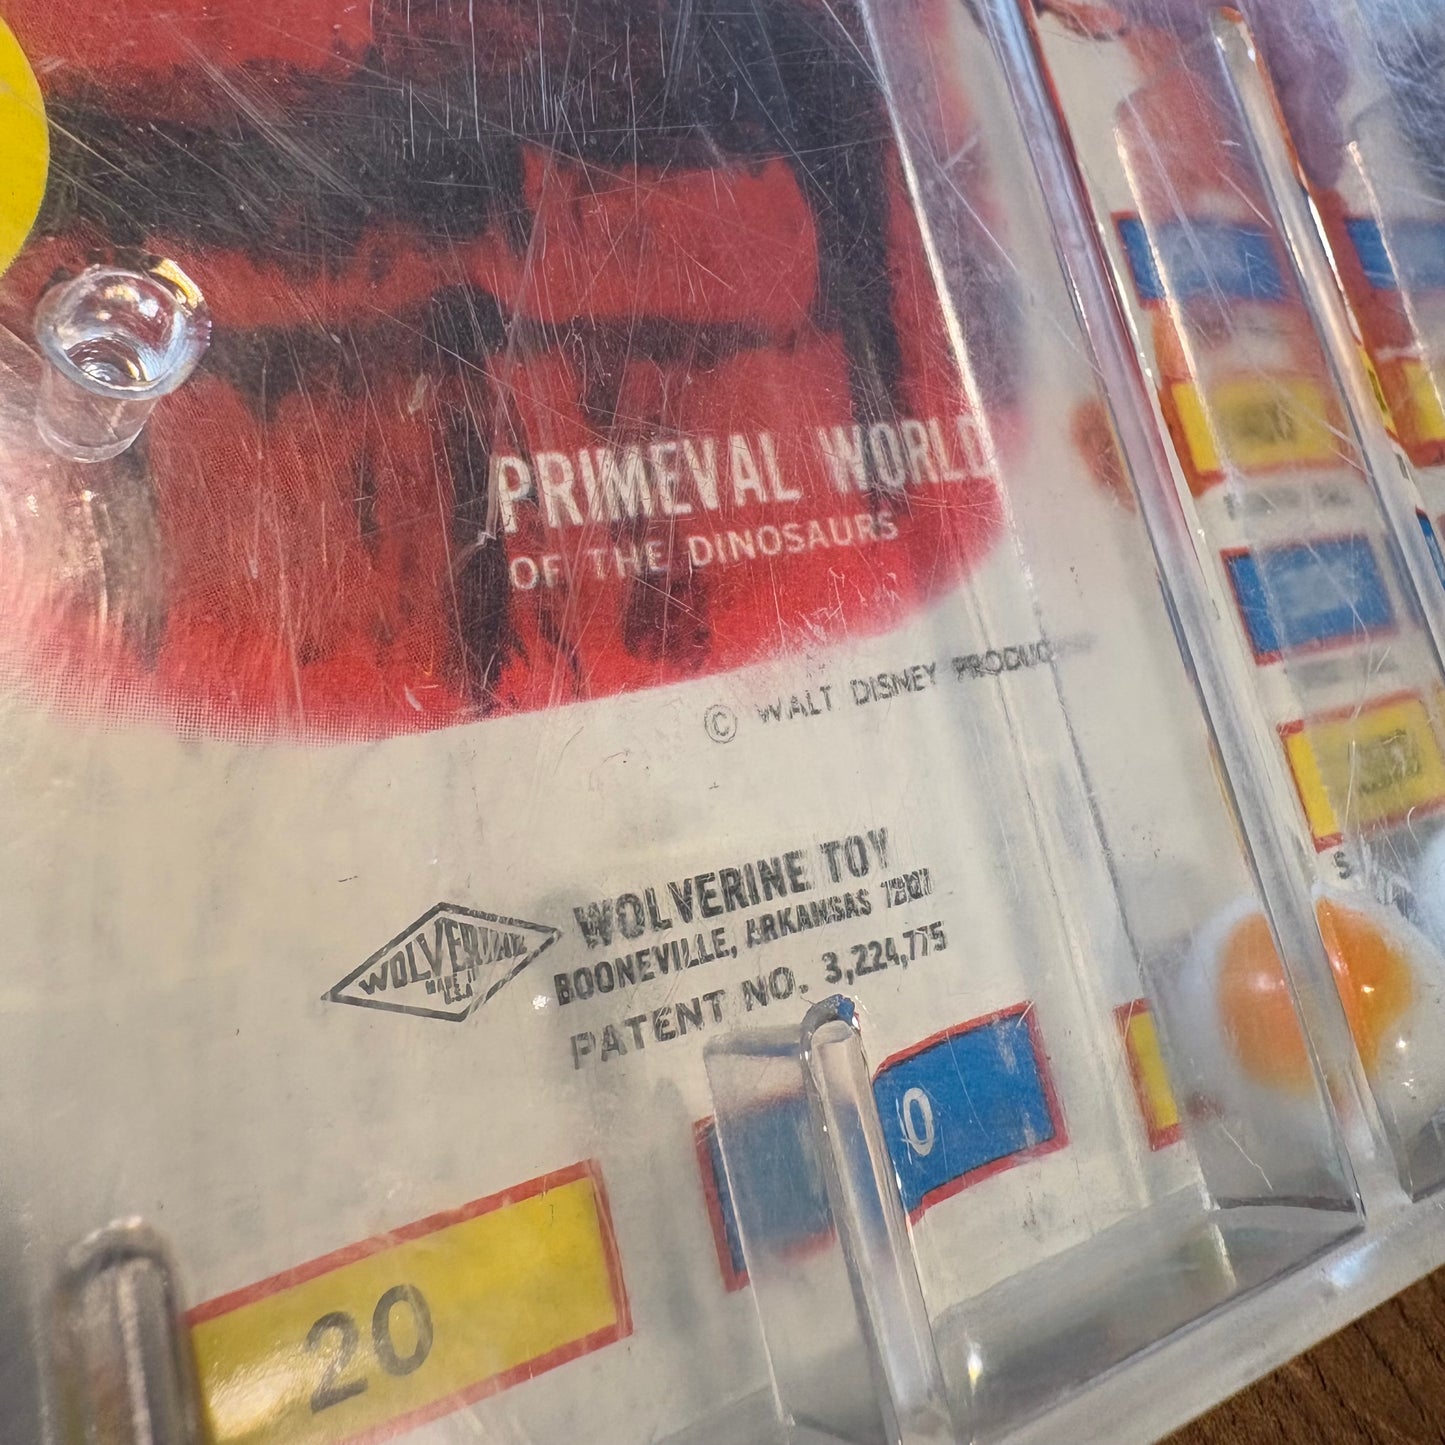 PRIMEVAL WORLD
OF THE DINOSAURS
© WALT DISNEY
WOLVERINE TOY
BOONEVILLE, ARKANSAS
PATENT NO. 3,224,775
WOLVERINE
20
0